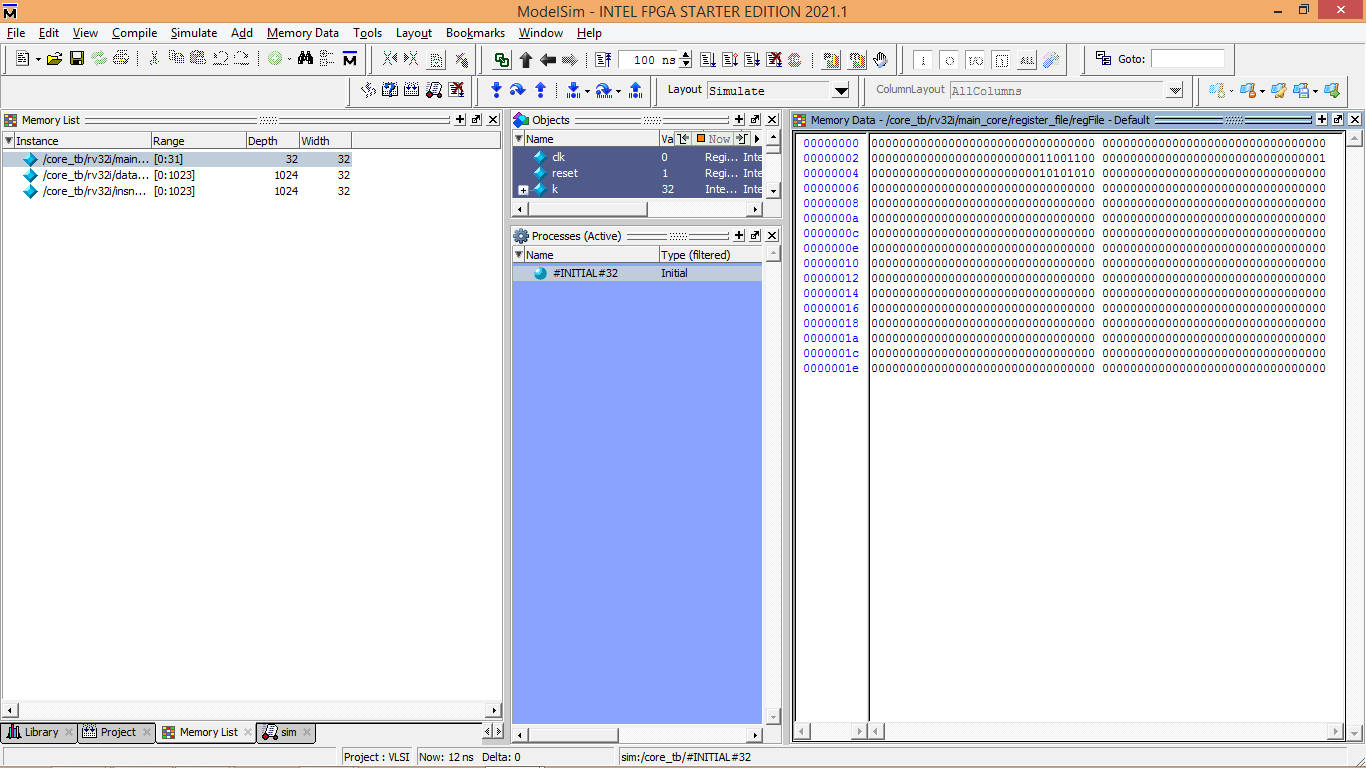 ModelSim - INTEL FPGA STARTER EDITION 2021.1
File Edit View Compile Simulate Add Memory Data Tools Layout Bookmarks Window Help
100 ns
Goto:
Layout Simulate
ColumnLayout AllColumns
Memory List
Instance Range Depth Width
/core_tb/rv32i/main... [0:31] 32 32
/core_tb/rv32i/data... [0:1023] 1024 32
/core_tb/rv32i/insn... [0:1023] 1024 32
Library Project Memory List sim
Objects
Name Va Now
clk 0 Regi... Inte
reset 1 Regi... Inte
k 32 Inte... Inte
Processes (Active)
Name Type (filtered)
#INITIAL#32 Initial
Memory Data - /core_tb/rv32i/main_core/register_file/regFile - Default
00000000 00000000000000000000000000000000 00000000000000000000000000000000
00000002 00000000000000000000000011001100 00000000000000000000000000000001
00000004 00000000000000000000000010101010 00000000000000000000000000000000
00000006 00000000000000000000000000000000 00000000000000000000000000000000
00000008 00000000000000000000000000000000 00000000000000000000000000000000
0000000a 00000000000000000000000000000000 00000000000000000000000000000000
0000000c 00000000000000000000000000000000 00000000000000000000000000000000
0000000e 00000000000000000000000000000000 00000000000000000000000000000000
00000010 00000000000000000000000000000000 00000000000000000000000000000000
00000012 00000000000000000000000000000000 00000000000000000000000000000000
00000014 00000000000000000000000000000000 00000000000000000000000000000000
00000016 00000000000000000000000000000000 00000000000000000000000000000000
00000018 00000000000000000000000000000000 00000000000000000000000000000000
0000001a 00000000000000000000000000000000 00000000000000000000000000000000
0000001c 00000000000000000000000000000000 00000000000000000000000000000000
0000001e 00000000000000000000000000000000 00000000000000000000000000000000
Project : VLSI Now: 12 ns Delta: 0 sim:/core_tb/#INITIAL#32